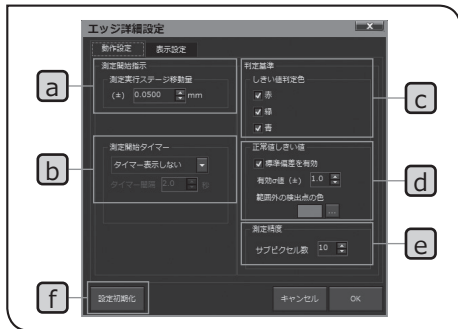 エッジ詳細設定
動作設定 表示設定
測定開始指示
測定実行ステージ移動量
(±) 0.0500 mm
a
測定開始タイマー
タイマー表示しない
タイマー間隔 2.0 秒
b
判定基準
しきい値判定色
赤
緑
青
c
正常値しきい値
標準偏差を有効
有効σ値 (±) 1.0
範囲外の検出点の色
...
d
測定精度
サブピクセル数 10
e
f
設定初期化
キャンセル OK